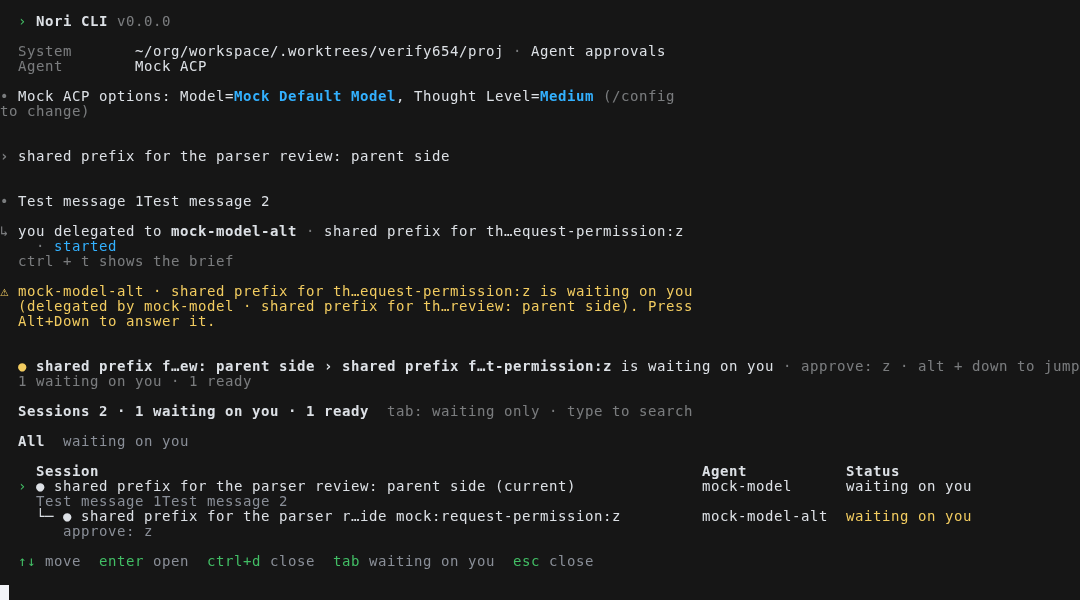 › Nori CLI v0.0.0
System ~/org/workspace/.worktrees/verify654/proj · Agent approvals
Agent Mock ACP
• Mock ACP options: Model=Mock Default Model, Thought Level=Medium (/config
to change)
› shared prefix for the parser review: parent side
• Test message 1Test message 2
↳ you delegated to mock-model-alt · shared prefix for th…equest-permission:z
· started
ctrl + t shows the brief
⚠ mock-model-alt · shared prefix for th…equest-permission:z is waiting on you
(delegated by mock-model · shared prefix for th…review: parent side). Press
Alt+Down to answer it.
● shared prefix f…ew: parent side › shared prefix f…t-permission:z is waiting on you · approve: z · alt + down to jump
1 waiting on you · 1 ready
Sessions 2 · 1 waiting on you · 1 ready tab: waiting only · type to search
All waiting on you
Session Agent Status
› ● shared prefix for the parser review: parent side (current) mock-model waiting on you
Test message 1Test message 2
└─ ● shared prefix for the parser r…ide mock:request-permission:z mock-model-alt waiting on you
approve: z
↑↓ move enter open ctrl+d close tab waiting on you esc close